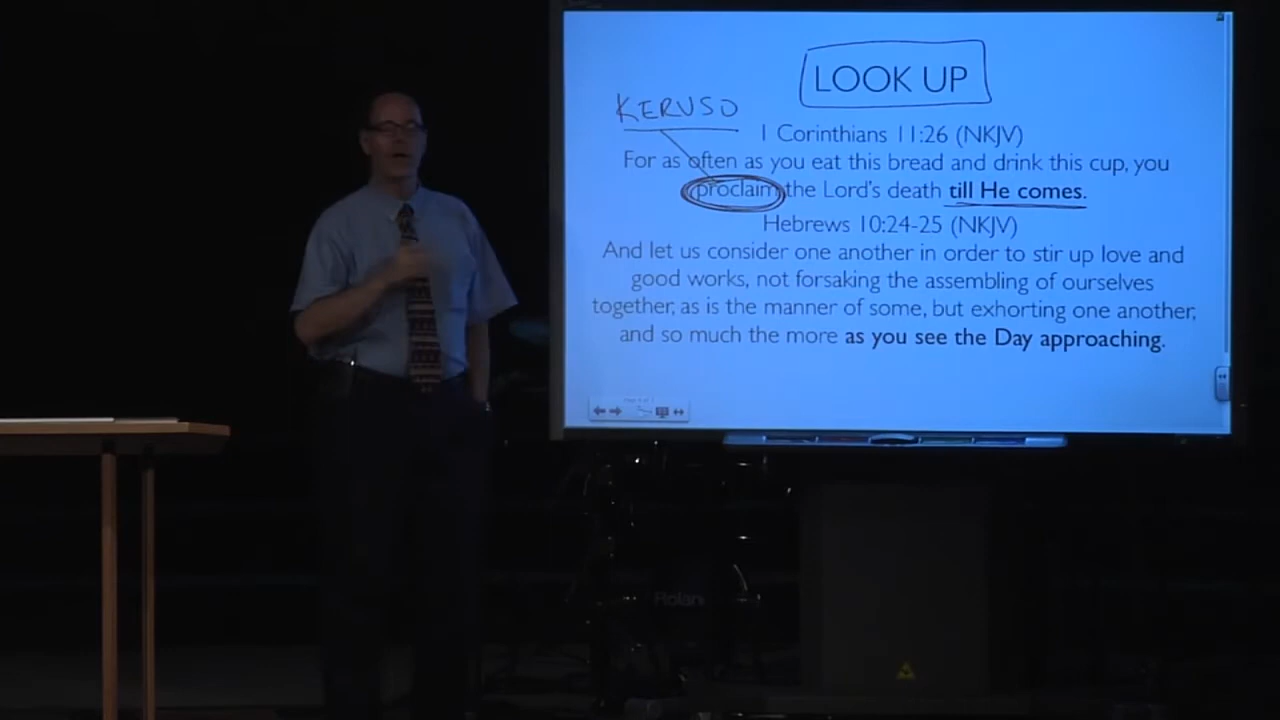 LOOK UP
KERUSO
1 Corinthians 11:26 (NKJV)
For as often as you eat this bread and drink this cup, you
proclaim the Lord's death till He comes.
Hebrews 10:24-25 (NKJV)
And let us consider one another in order to stir up love and
good works, not forsaking the assembling of ourselves
together, as is the manner of some, but exhorting one another,
and so much the more as you see the Day approaching.
Roland